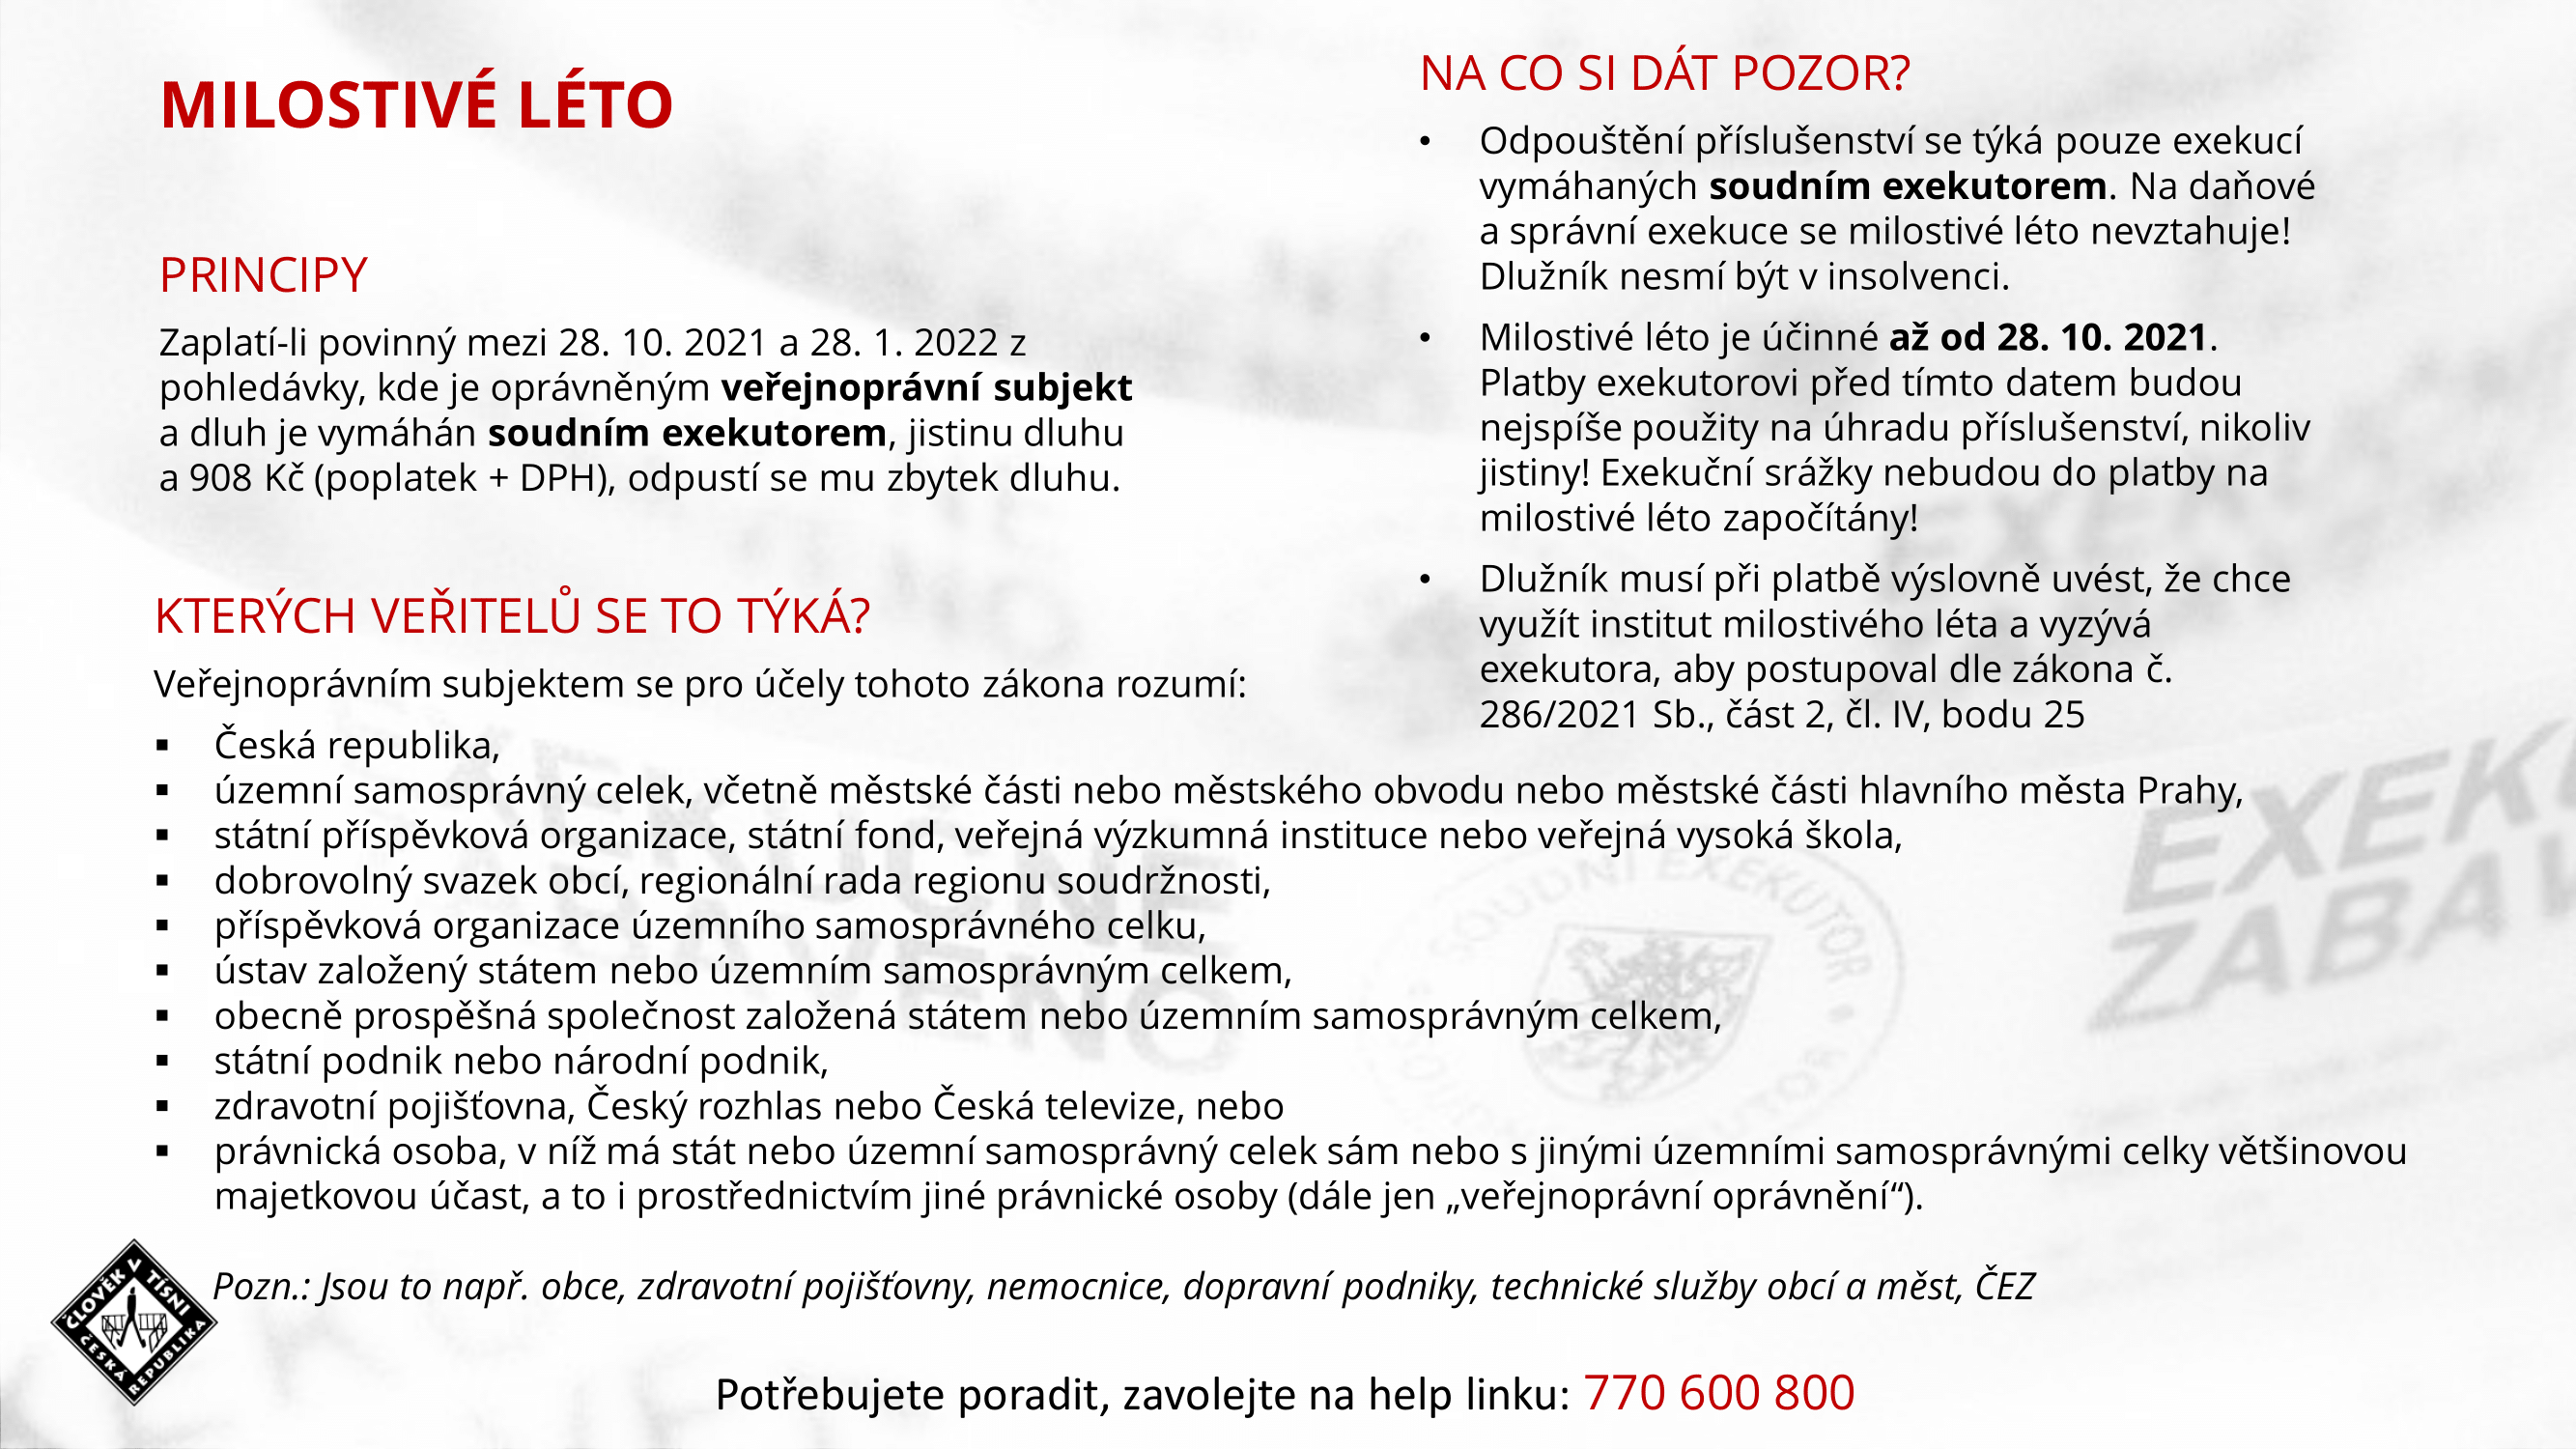 MILOSTIVÉ LÉTO
PRINCIPY
Zaplatí-li povinný mezi 28. 10. 2021 a 28. 1. 2022 z
pohledávky, kde je oprávněným veřejnoprávní subjekt
a dluh je vymáhán soudním exekutorem, jistinu dluhu
a 908 Kč (poplatek + DPH), odpustí se mu zbytek dluhu.
NA CO SI DÁT POZOR?
• Odpouštění příslušenství se týká pouze exekucí
vymáhaných soudním exekutorem. Na daňové
a správní exekuce se milostivé léto nevztahuje!
Dlužník nesmí být v insolvenci.
• Milostivé léto je účinné až od 28. 10. 2021.
Platby exekutorovi před tímto datem budou
nejspíše použity na úhradu příslušenství, nikoliv
jistiny! Exekuční srážky nebudou do platby na
milostivé léto započítány!
• Dlužník musí při platbě výslovně uvést, že chce
využít institut milostivého léta a vyzývá
exekutora, aby postupoval dle zákona č.
286/2021 Sb., část 2, čl. IV, bodu 25
KTERÝCH VEŘITELŮ SE TO TÝKÁ?
Veřejnoprávním subjektem se pro účely tohoto zákona rozumí:
▪ Česká republika,
▪ územní samosprávný celek, včetně městské části nebo městského obvodu nebo městské části hlavního města Prahy,
▪ státní příspěvková organizace, státní fond, veřejná výzkumná instituce nebo veřejná vysoká škola,
▪ dobrovolný svazek obcí, regionální rada regionu soudržnosti,
▪ příspěvková organizace územního samosprávného celku,
▪ ústav založený státem nebo územním samosprávným celkem,
▪ obecně prospěšná společnost založená státem nebo územním samosprávným celkem,
▪ státní podnik nebo národní podnik,
▪ zdravotní pojišťovna, Český rozhlas nebo Česká televize, nebo
▪ právnická osoba, v níž má stát nebo územní samosprávný celek sám nebo s jinými územními samosprávnými celky většinovou
majetkovou účast, a to i prostřednictvím jiné právnické osoby (dále jen „veřejnoprávní oprávnění“).
Pozn.: Jsou to např. obce, zdravotní pojišťovny, nemocnice, dopravní podniky, technické služby obcí a měst, ČEZ
ČLOVĚK V TÍSNI
ČESKÁ REPUBLIKA
Potřebujete poradit, zavolejte na help linku: 770 600 800
SOUDNÍ EXEKUTOR